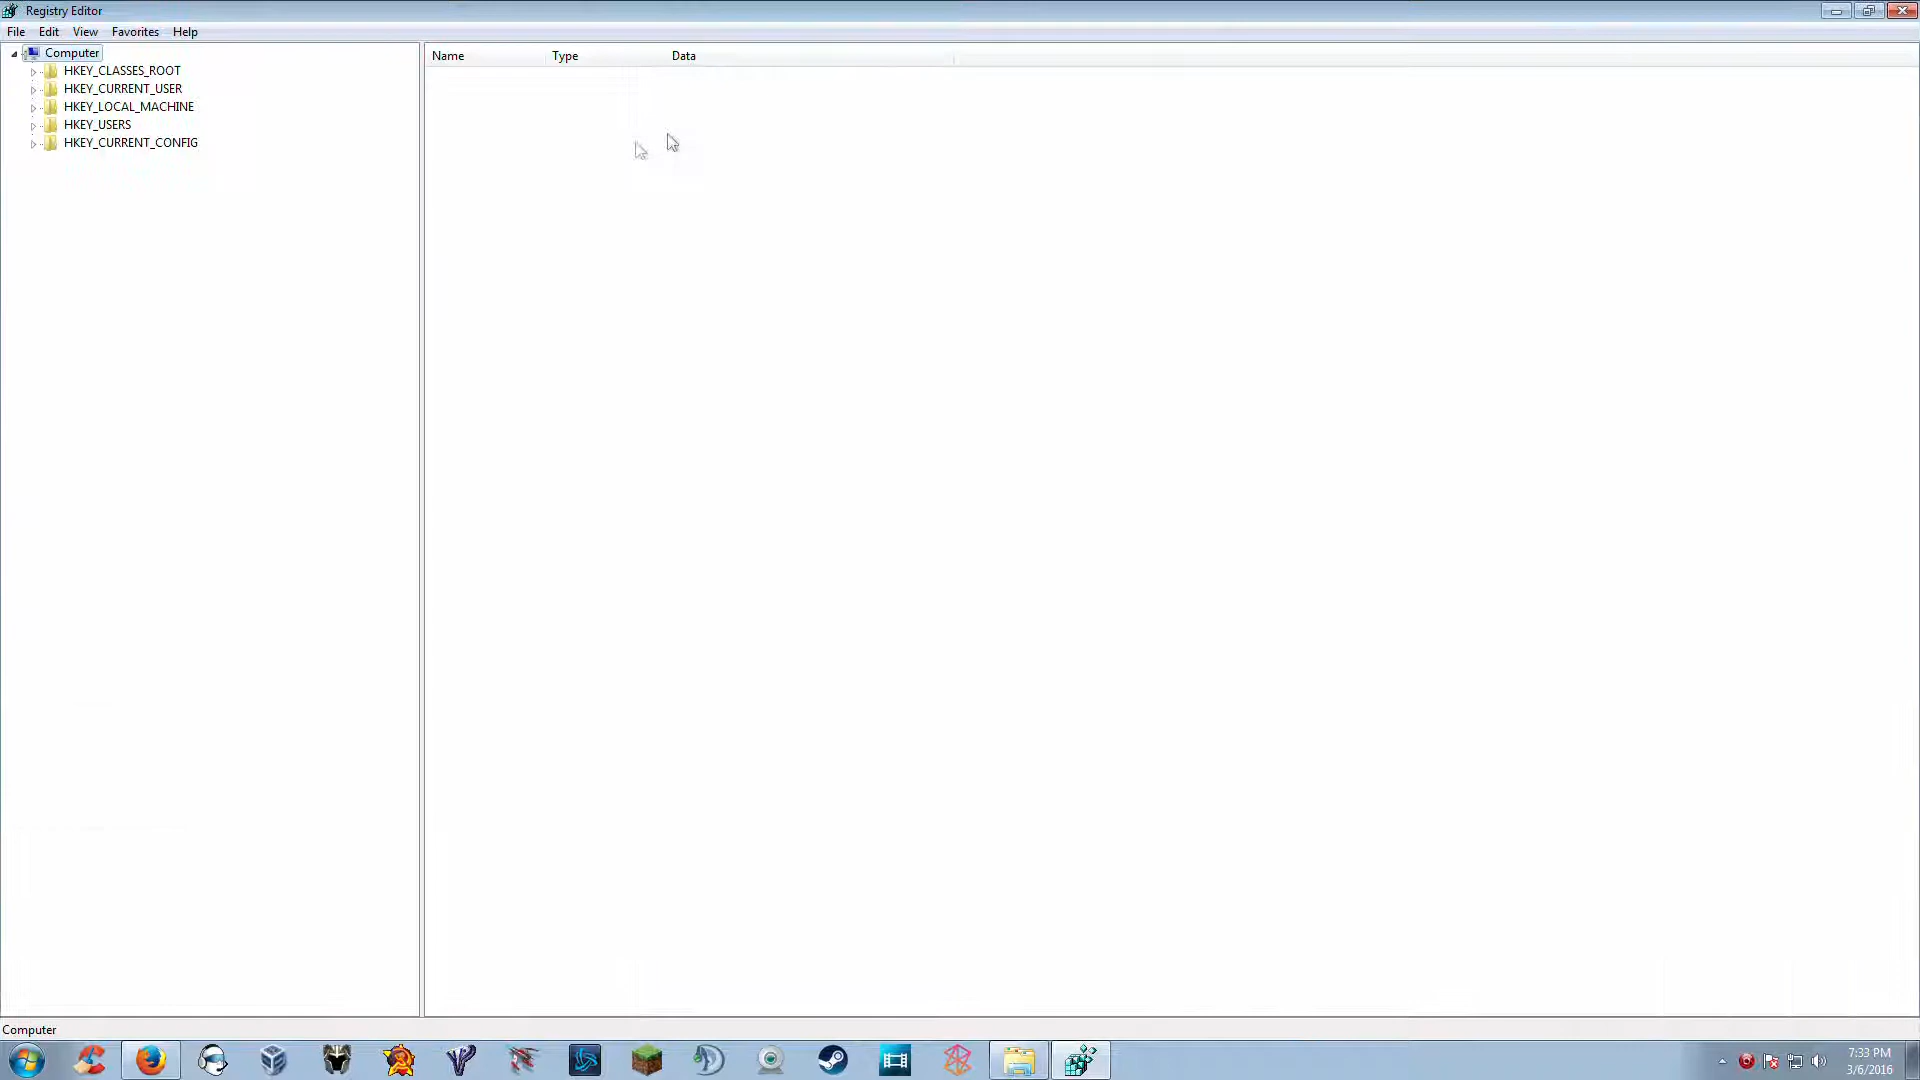 Registry Editor
File Edit View Favorites Help
Computer
HKEY_CLASSES_ROOT
HKEY_CURRENT_USER
HKEY_LOCAL_MACHINE
HKEY_USERS
HKEY_CURRENT_CONFIG
Name Type Data
Computer
7:33 PM
3/6/2016